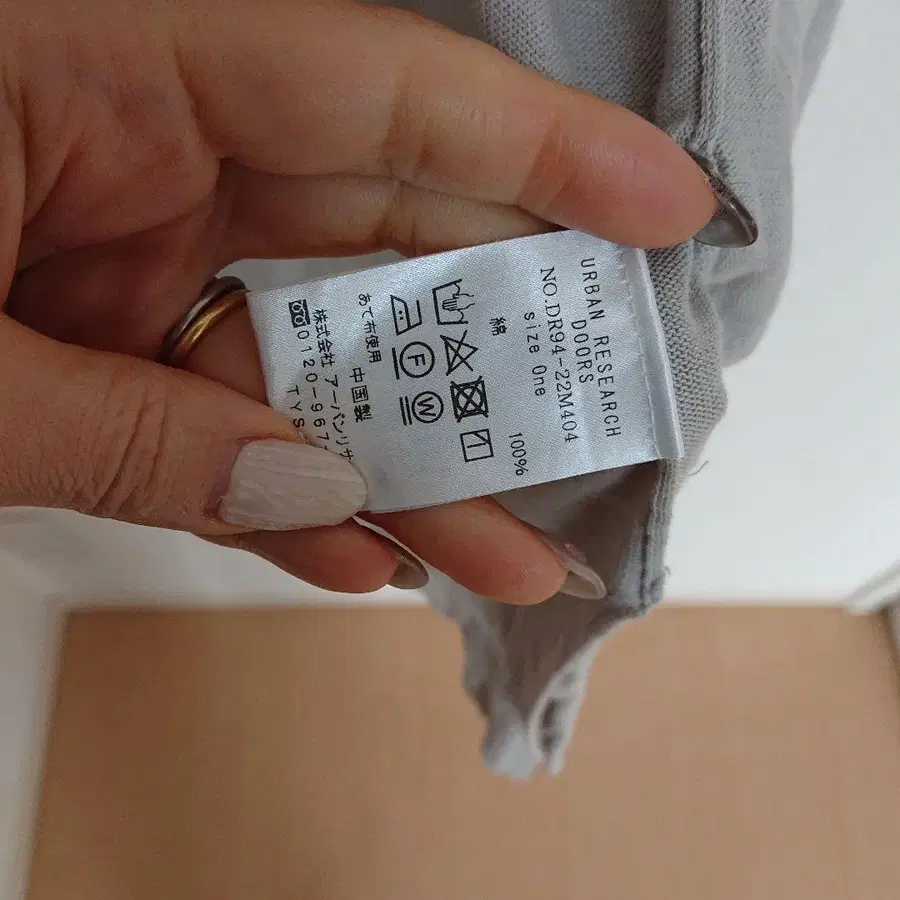 URBAN RESEARCH
DOORS
NO.DR94-22M404
size One
綿 100%
F W
あて布使用
中国製
株式会社 アーバンリサ
0120-967
TYS